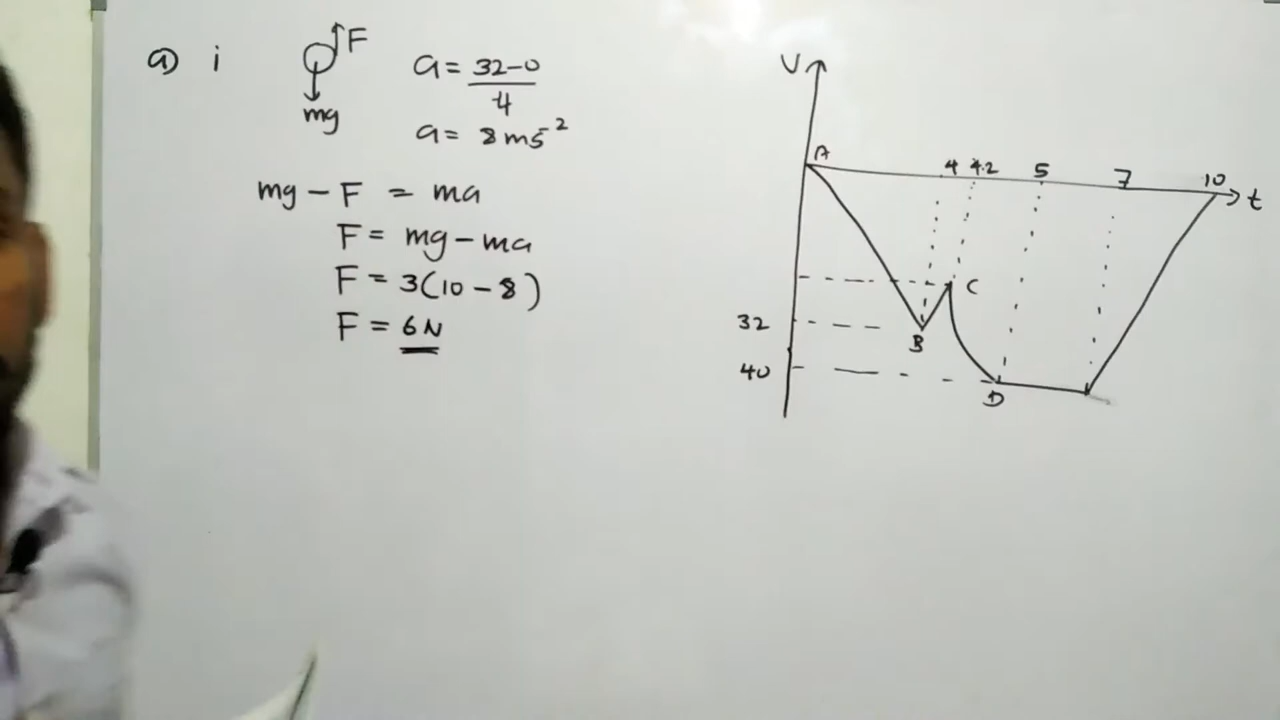 a) i
F
mg
a = 32-0
4
a = 8 ms⁻²
mg - F = ma
F = mg - ma
F = 3(10 - 8)
F = 6N
V
A
4 4.2 5 7 10
t
C
32
B
40
D